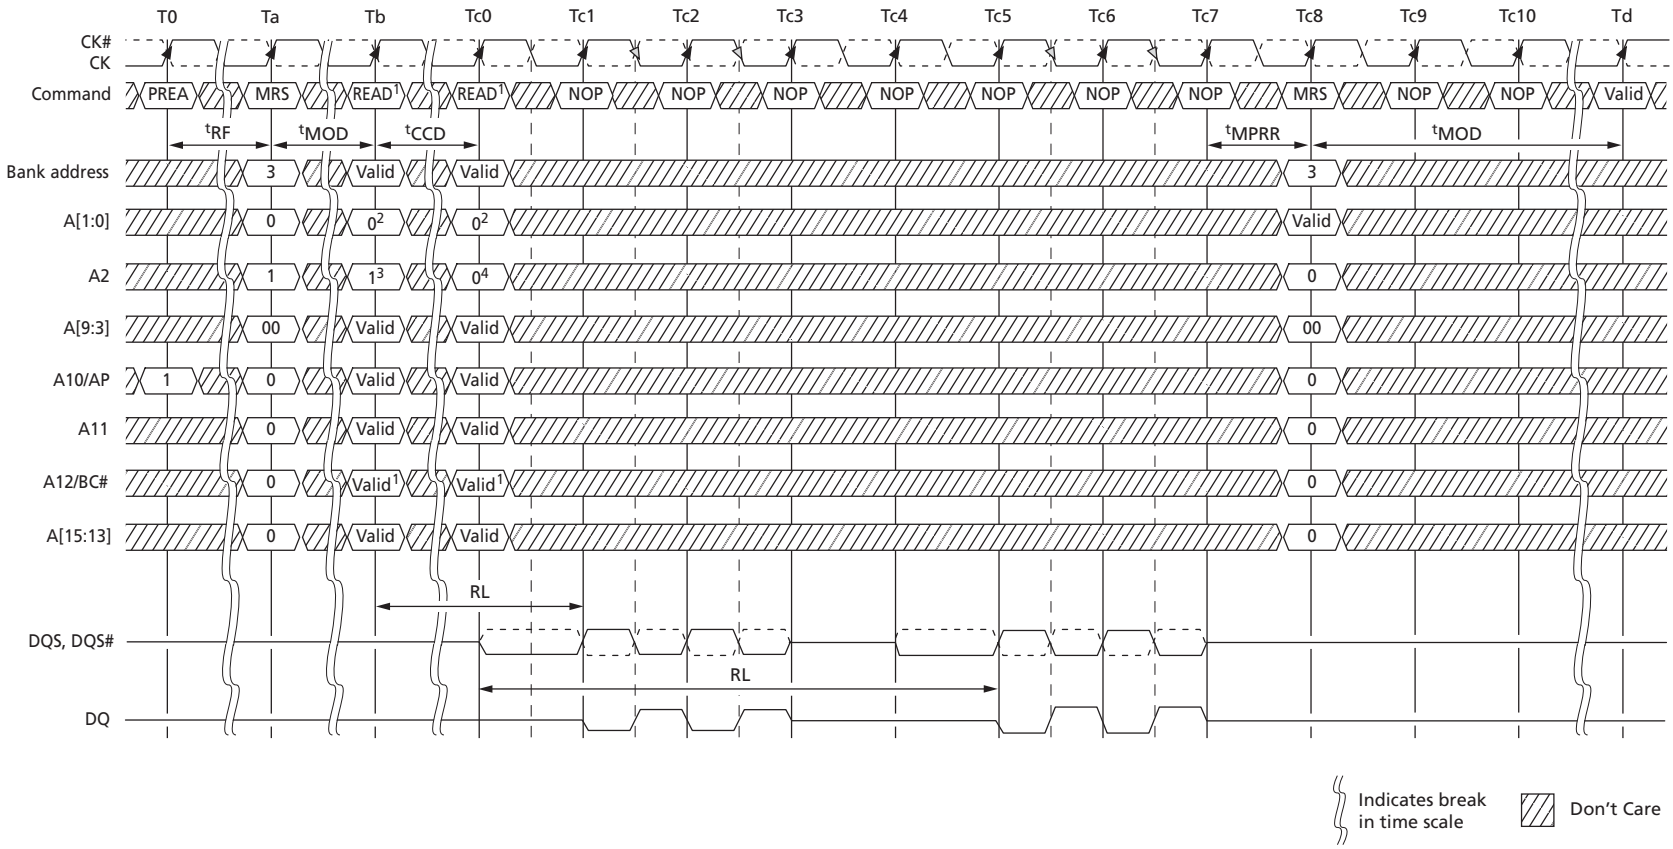 T0 Ta Tb Tc0 Tc1 Tc2 Tc3 Tc4 Tc5 Tc6 Tc7 Tc8 Tc9 Tc10 Td
CK#
CK
Command PREA MRS READ¹ READ¹ NOP NOP NOP NOP NOP NOP NOP MRS NOP NOP Valid
tRF tMOD tCCD tMPRR tMOD
Bank address 3 Valid Valid 3
A[1:0] 0 0² 0² Valid
A2 1 1³ 0⁴ 0
A[9:3] 00 Valid Valid 00
A10/AP 1 0 Valid Valid 0
A11 0 Valid Valid 0
A12/BC# 0 Valid¹ Valid¹ 0
A[15:13] 0 Valid Valid 0
RL
DQS, DQS#
RL
DQ
Indicates break
in time scale
Don't Care